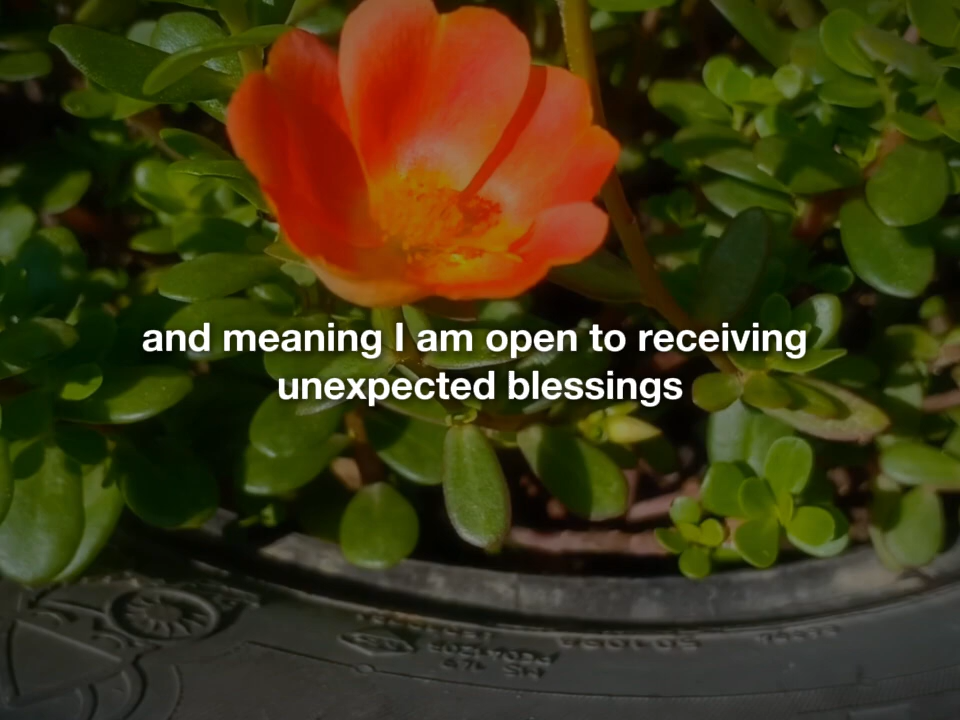 and meaning I am open to receiving
unexpected blessings